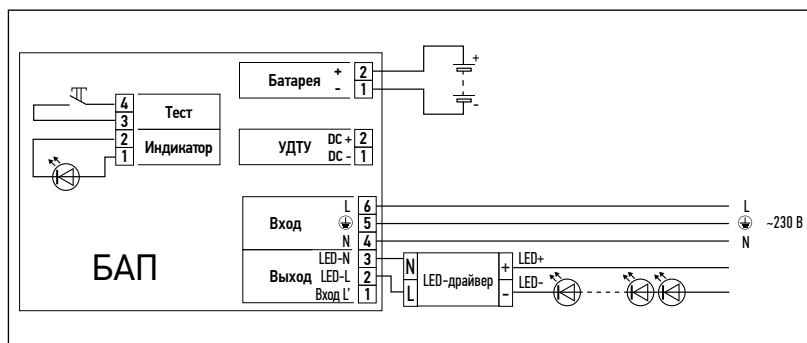 Батарея + 2
- 1
4 Тест
3
2 Индикатор
1
УДТУ DC + 2
DC - 1
+
-
Вход L 6
5
N 4
Выход LED-N 3
LED-L 2
Вход L' 1
БАП
N LED-драйвер + LED+
L - LED-
L
N
~230 В